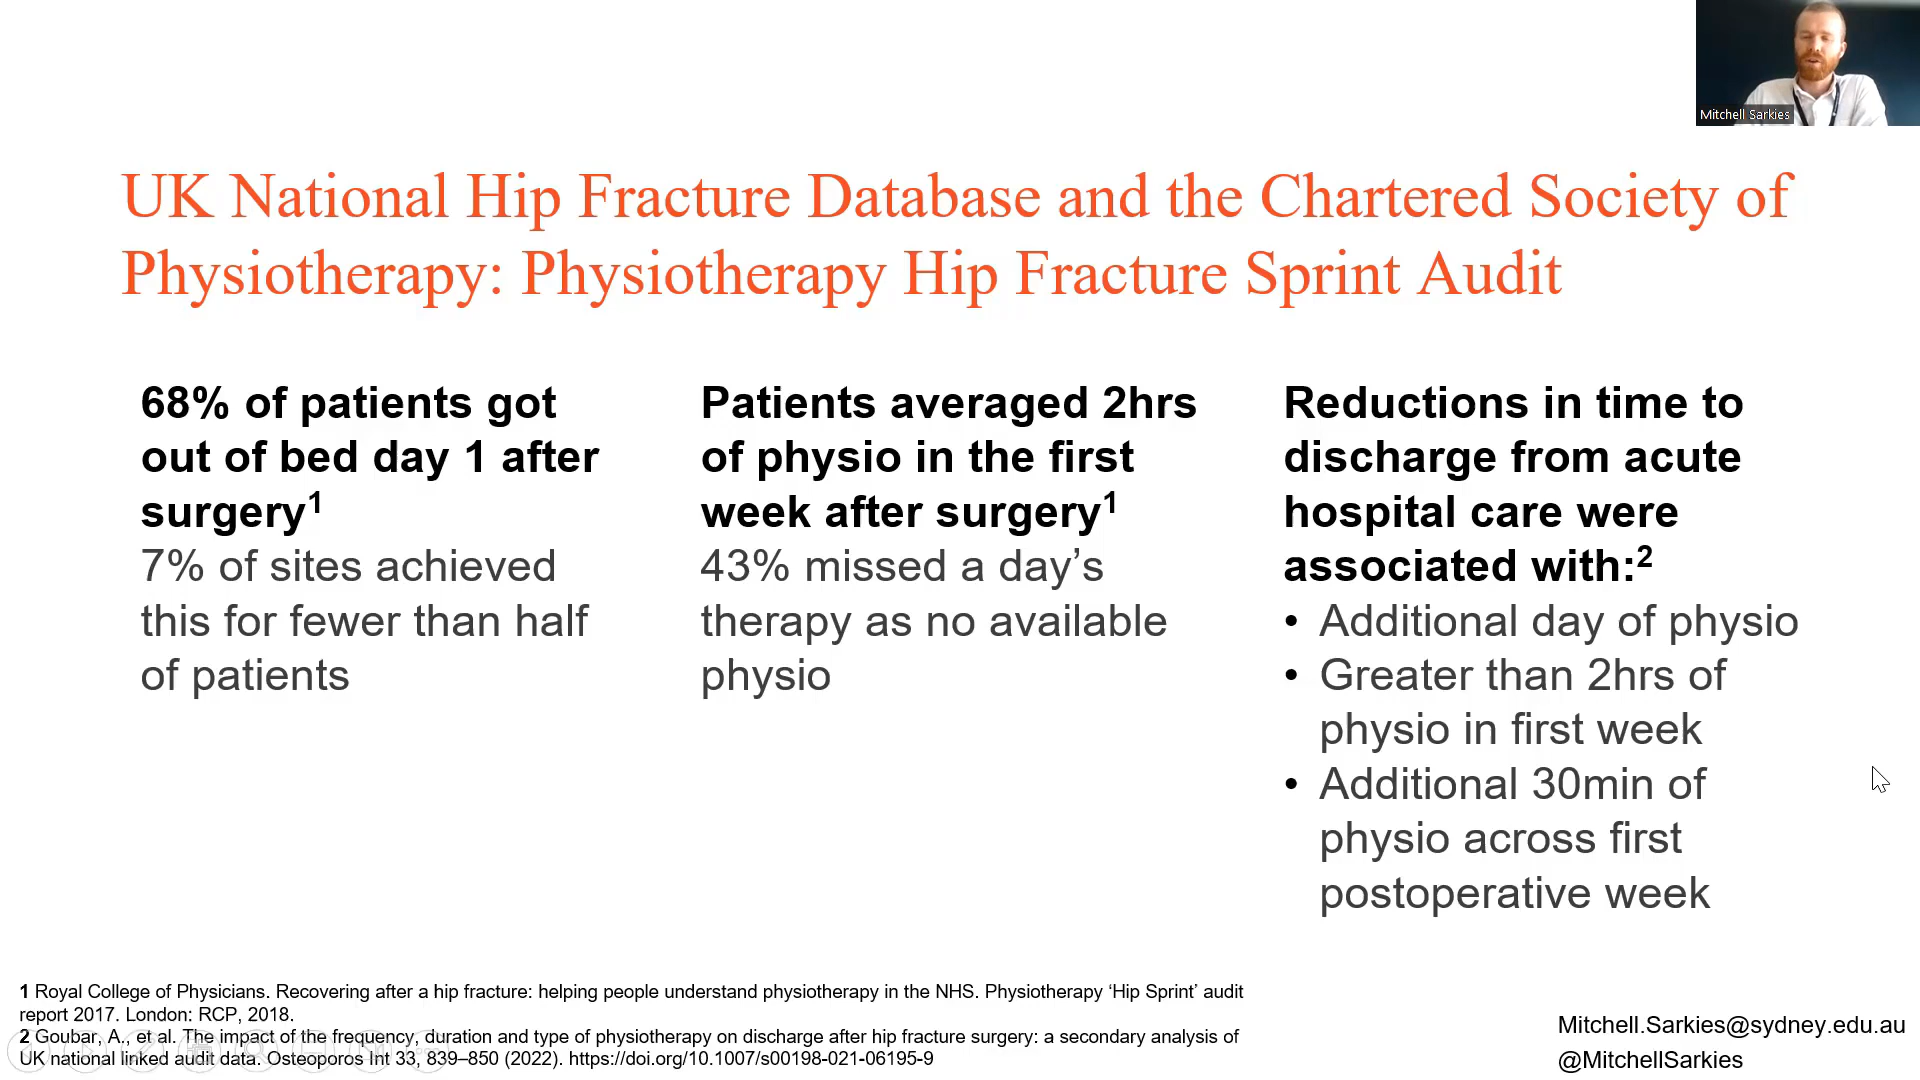 Mitchell Sarkies
UK National Hip Fracture Database and the Chartered Society of
Physiotherapy: Physiotherapy Hip Fracture Sprint Audit
68% of patients got
out of bed day 1 after
surgery1
7% of sites achieved
this for fewer than half
of patients
Patients averaged 2hrs
of physio in the first
week after surgery1
43% missed a day’s
therapy as no available
physio
Reductions in time to
discharge from acute
hospital care were
associated with:2
• Additional day of physio
• Greater than 2hrs of
physio in first week
• Additional 30min of
physio across first
postoperative week
1 Royal College of Physicians. Recovering after a hip fracture: helping people understand physiotherapy in the NHS. Physiotherapy ‘Hip Sprint’ audit
report 2017. London: RCP, 2018.
2 Goubar, A., et al. The impact of the frequency, duration and type of physiotherapy on discharge after hip fracture surgery: a secondary analysis of
UK national linked audit data. Osteoporos Int 33, 839–850 (2022). https://doi.org/10.1007/s00198-021-06195-9
Mitchell.Sarkies@sydney.edu.au
@MitchellSarkies